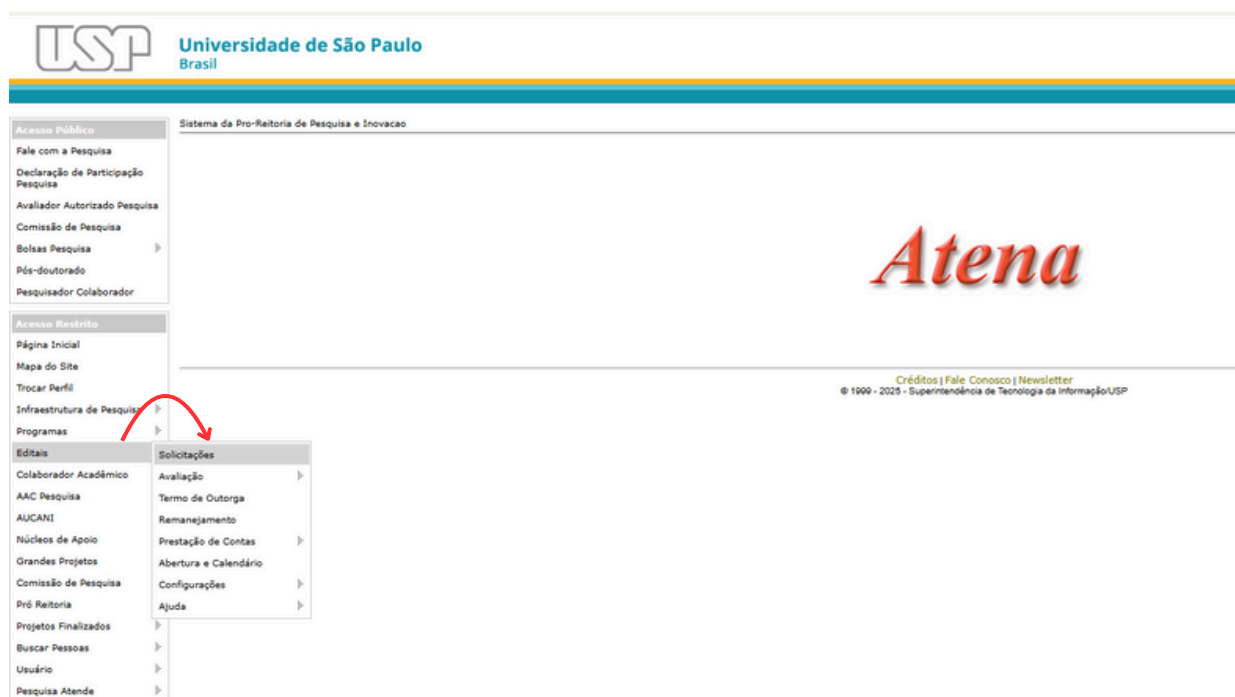 USP
Universidade de São Paulo
Brasil
Acesso Público
Fale com a Pesquisa
Declaração de Participação
Pesquisa
Avaliador Autorizado Pesquisa
Comissão de Pesquisa
Bolsas Pesquisa
Pós-doutorado
Pesquisador Colaborador
Acesso Restrito
Página Inicial
Mapa do Site
Trocar Perfil
Infraestrutura de Pesquisa
Programas
Editais
Colaborador Acadêmico
AAC Pesquisa
AUCANI
Núcleos de Apoio
Grandes Projetos
Comissão de Pesquisa
Pró Reitoria
Projetos Finalizados
Buscar Pessoas
Usuário
Pesquisa Atende
Solicitações
Avaliação
Termo de Outorga
Remanejamento
Prestação de Contas
Abertura e Calendário
Configurações
Ajuda
Sistema da Pro-Reitoria de Pesquisa e Inovacao
Atena
Créditos | Fale Conosco | Newsletter
© 1999 - 2025 - Superintendência de Tecnologia da Informação/USP